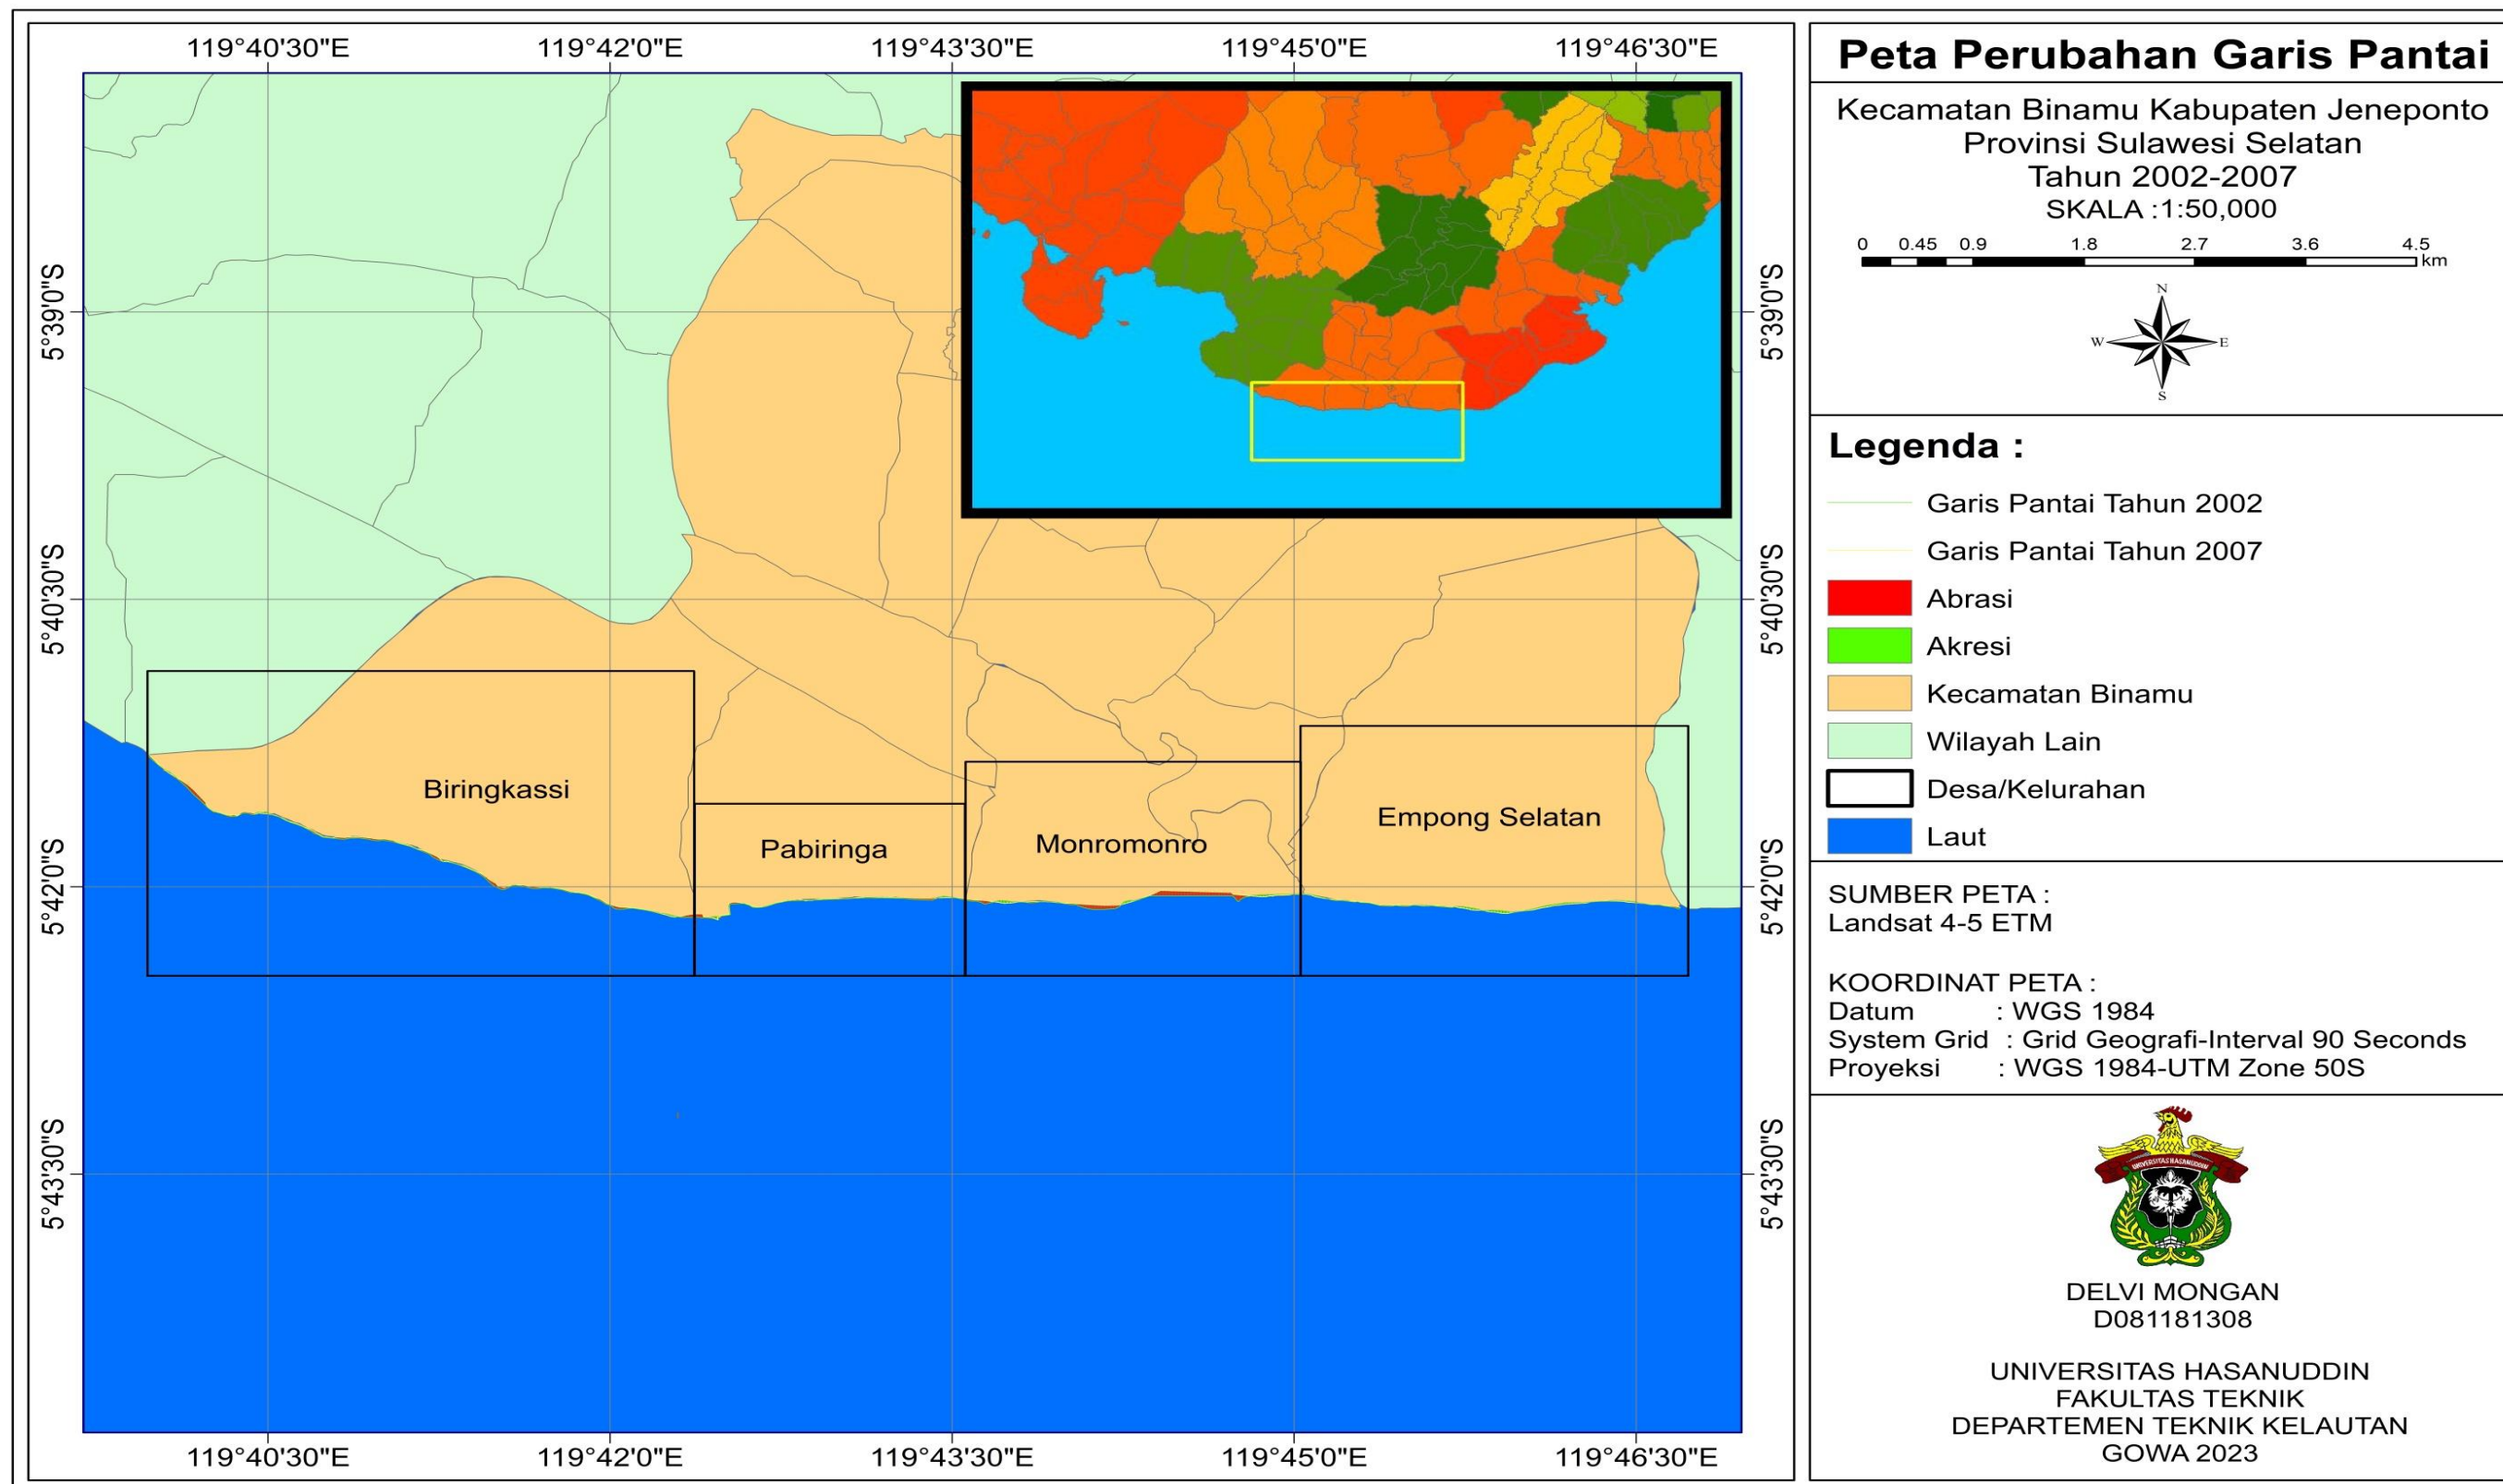 119°40'30"E 119°42'0"E 119°43'30"E 119°45'0"E 119°46'30"E
5°39'0"S 5°39'0"S
5°40'30"S 5°40'30"S
5°42'0"S 5°42'0"S
5°43'30"S 5°43'30"S
Biringkassi
Pabiringa
Monromonro
Empong Selatan
119°40'30"E 119°42'0"E 119°43'30"E 119°45'0"E 119°46'30"E
Peta Perubahan Garis Pantai
Kecamatan Binamu Kabupaten Jeneponto
Provinsi Sulawesi Selatan
Tahun 2002-2007
SKALA :1:50,000
0 0.45 0.9 1.8 2.7 3.6 4.5
km
N
W E
S
Legenda :
Garis Pantai Tahun 2002
Garis Pantai Tahun 2007
Abrasi
Akresi
Kecamatan Binamu
Wilayah Lain
Desa/Kelurahan
Laut
SUMBER PETA :
Landsat 4-5 ETM
KOORDINAT PETA :
Datum : WGS 1984
System Grid : Grid Geografi-Interval 90 Seconds
Proyeksi : WGS 1984-UTM Zone 50S
UNIVERSITAS HASANUDDIN
DELVI MONGAN
D081181308
UNIVERSITAS HASANUDDIN
FAKULTAS TEKNIK
DEPARTEMEN TEKNIK KELAUTAN
GOWA 2023